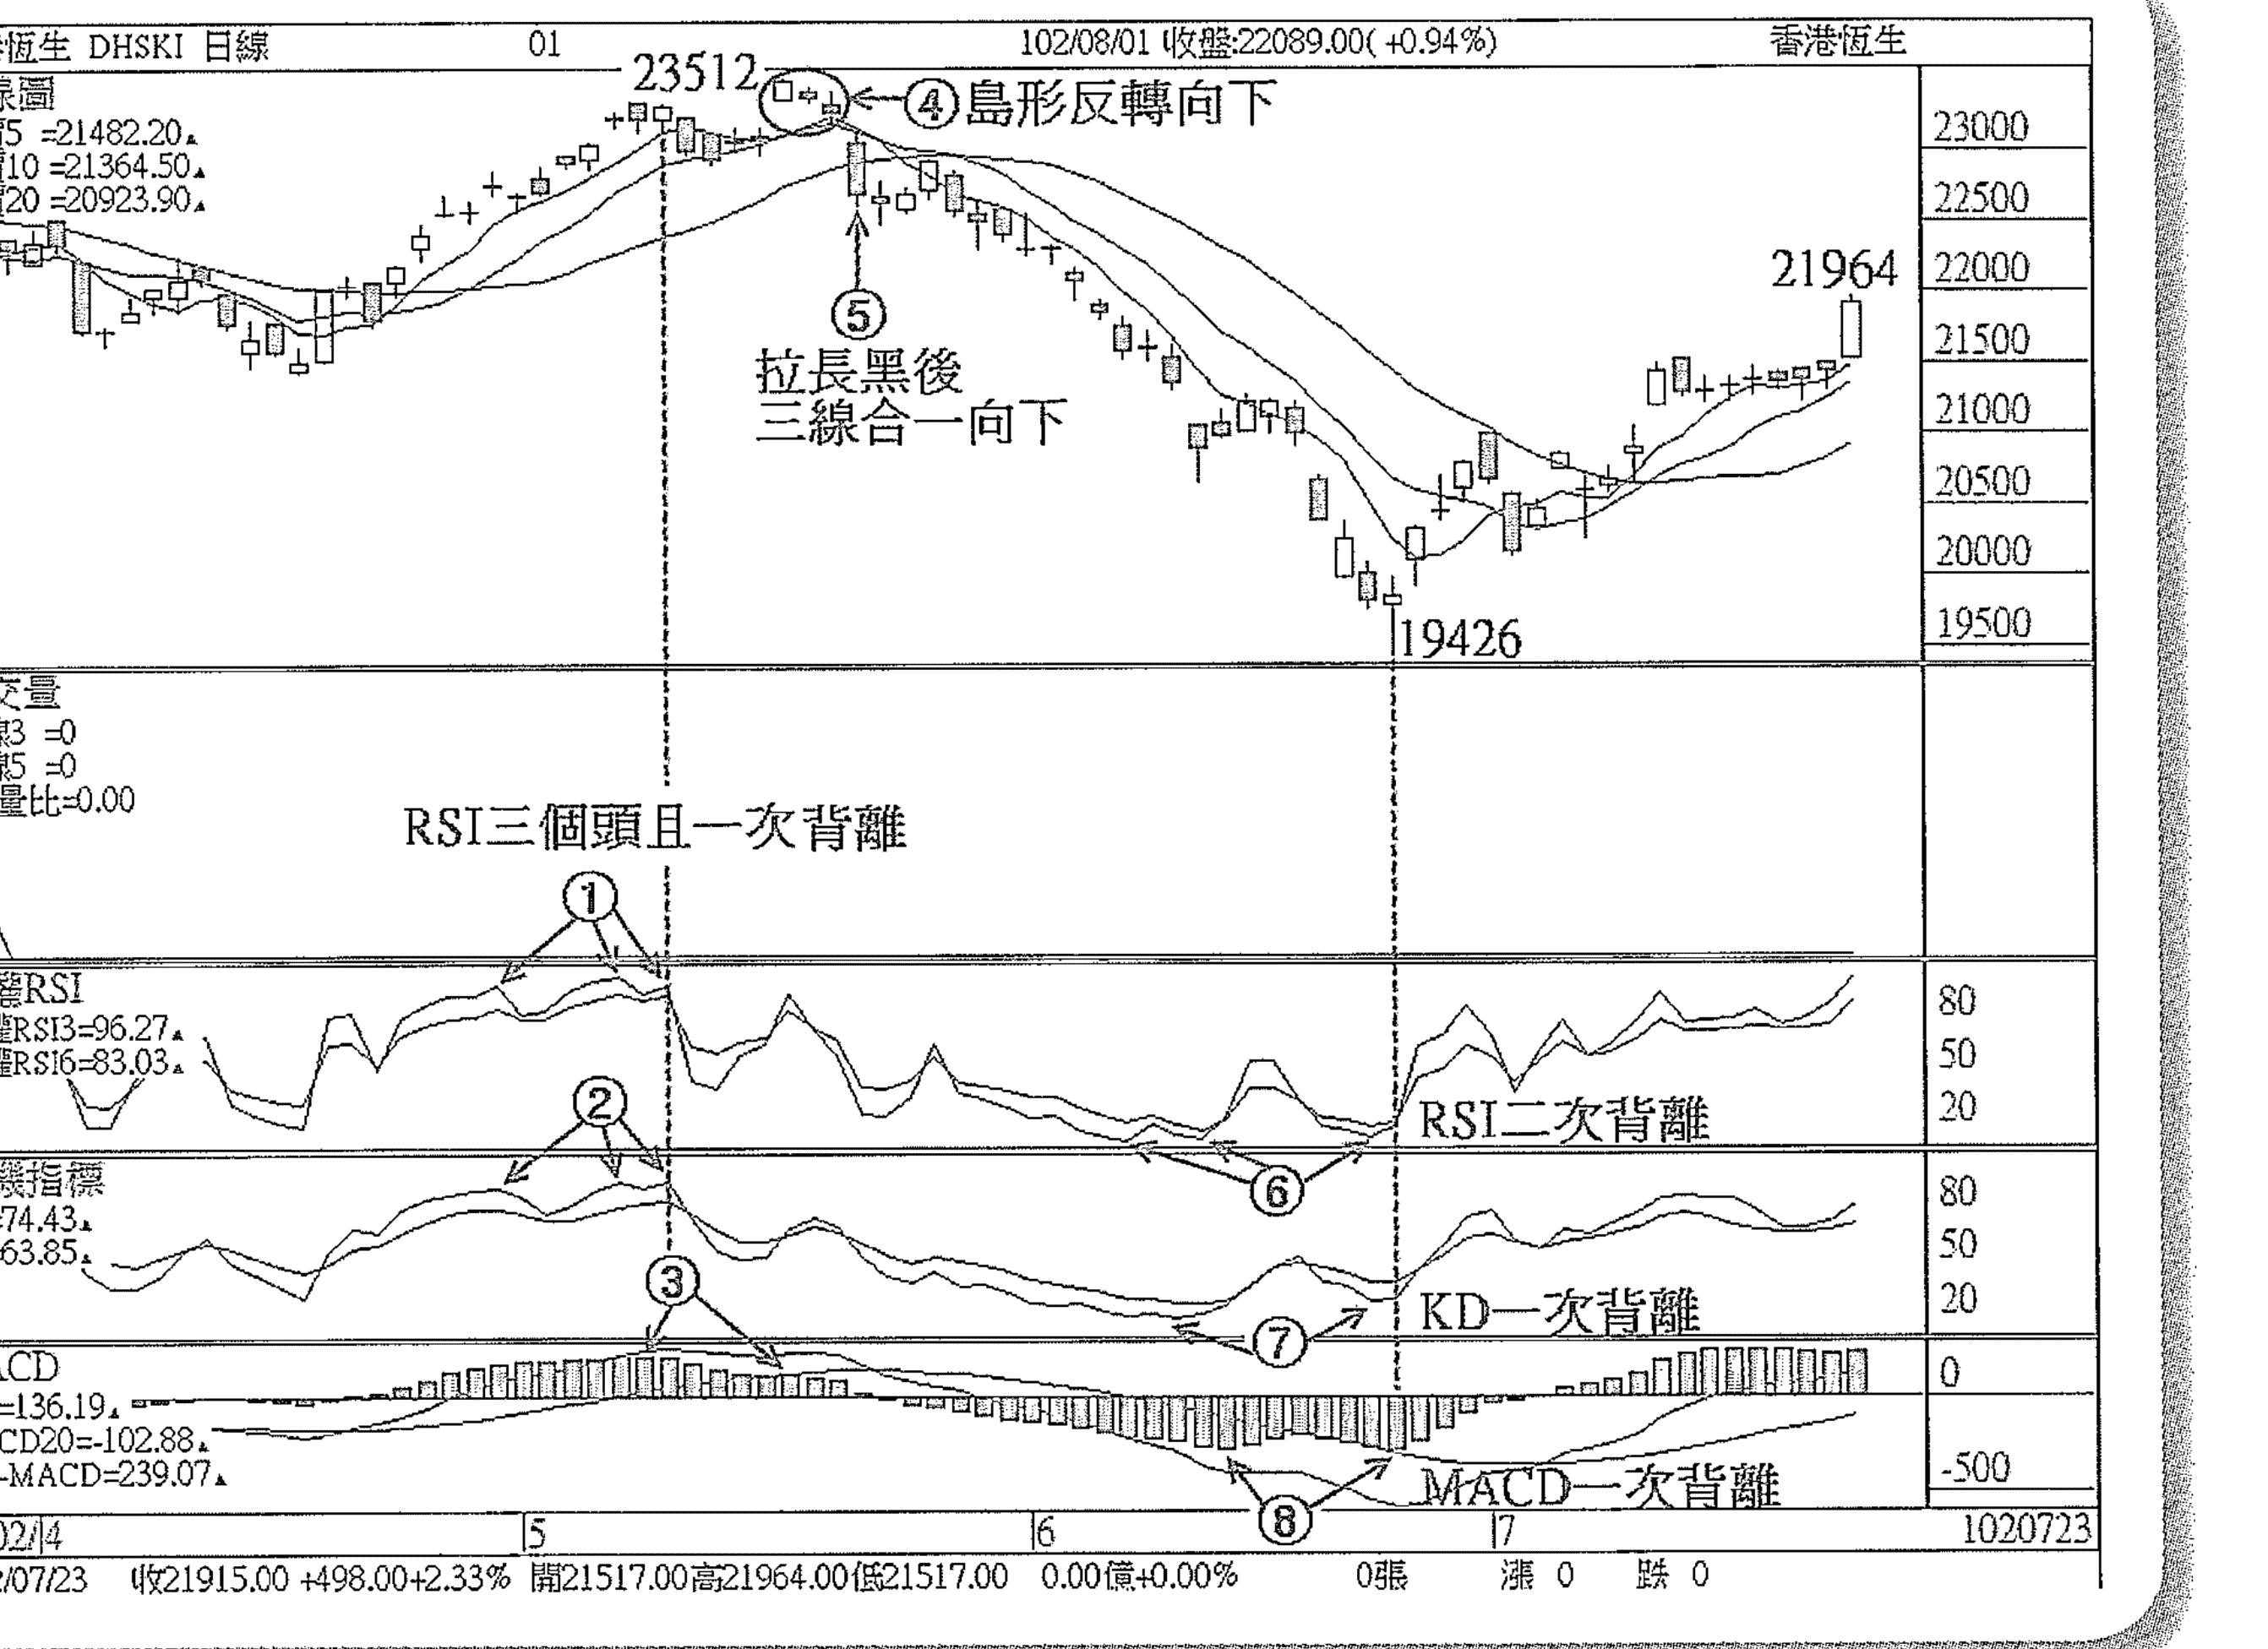 恆生 DHSKI 日線 01 102/08/01 收盤:22089.00( +0.94%) 香港恆生
線圖
5 =21482.20▲
10 =21364.50▲
20 =20923.90▲
23512
④島形反轉向下
⑤
拉長黑後
三線合一向下
21964
19426
23000
22500
22000
21500
21000
20500
20000
19500
交量
線3 =0
線5 =0
量比=0.00
RSI三個頭且一次背離
①
RSI
RSI3=96.27▲
RSI6=83.03▲
80
50
20
②
RSI二次背離
⑥
指標
74.43▲
63.85▲
80
50
20
③
KD一次背離
⑦
ACD
=136.19▲
CD20=-102.88▲
-MACD=239.07▲
0
-500
MACD一次背離
⑧
02/4 5 6 7 1020723
/07/23 收21915.00 +498.00+2.33% 開21517.00高21964.00低21517.00 0.00億+0.00% 0張 漲 0 跌 0